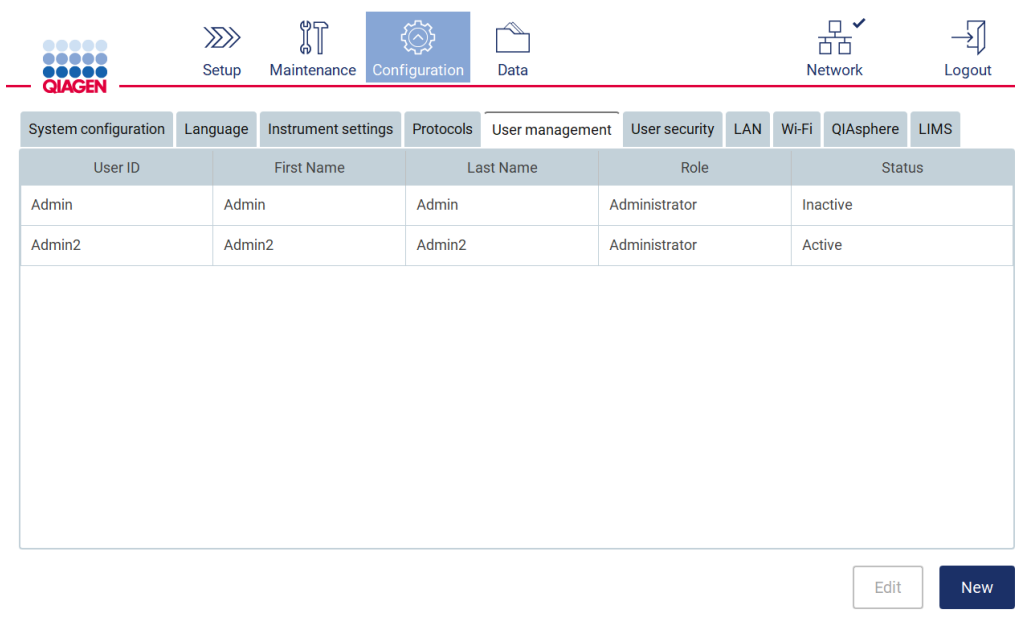 QIAGEN
Setup Maintenance Configuration Data Network Logout
System configuration Language Instrument settings Protocols User management User security LAN Wi-Fi QIAsphere LIMS
User ID First Name Last Name Role Status
Admin Admin Admin Administrator Inactive
Admin2 Admin2 Admin2 Administrator Active
Edit New